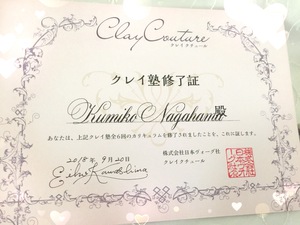 Clay Couture
クレイクチュール
クレイ塾修了証
Kumiko Nagahama 殿
あなたは、上記クレイ塾全6回のカリキュラムを修了されましたことを、これに証します。
2018年 9月20日
株式会社日本ヴォーグ社
クレイクチュール